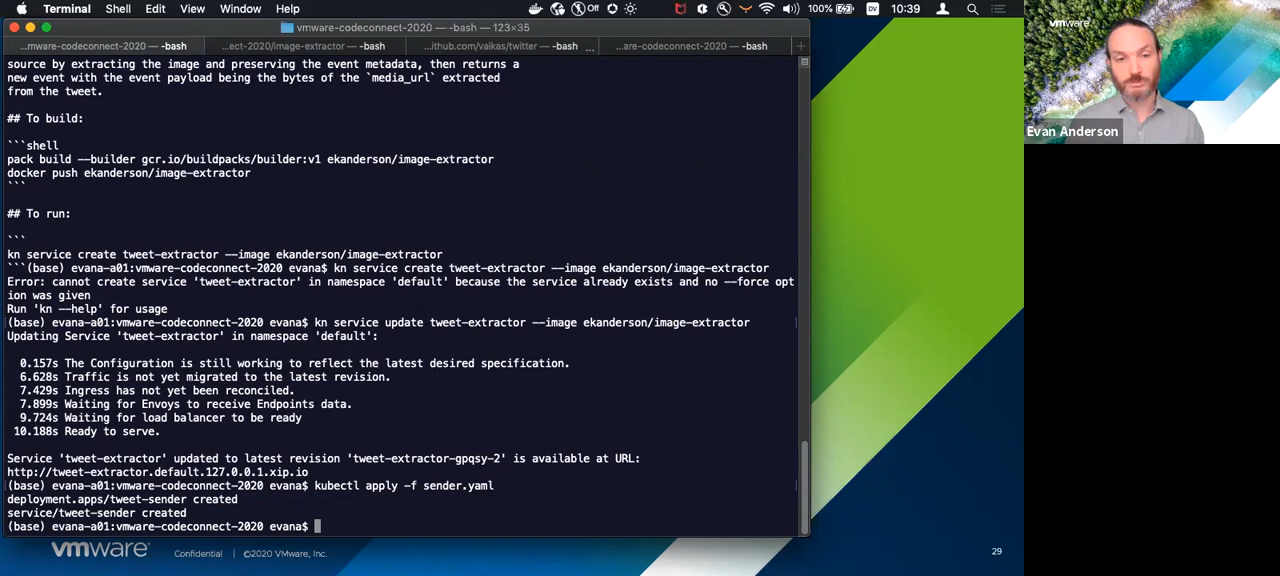 Terminal Shell Edit View Window Help
Off
100%
DV
10:39
vmware-codeconnect-2020 — -bash — 123×35
...mware-codeconnect-2020 — -bash
...ect-2020/image-extractor — -bash
...ithub.com/vaikas/twitter — -bash ...
...are-codeconnect-2020 — -bash
source by extracting the image and preserving the event metadata, then returns a
new event with the event payload being the bytes of the `media_url` extracted
from the tweet.
## To build:
```shell
pack build --builder gcr.io/buildpacks/builder:v1 ekanderson/image-extractor
docker push ekanderson/image-extractor
```
## To run:
```
kn service create tweet-extractor --image ekanderson/image-extractor
```(base) evana-a01:vmware-codeconnect-2020 evana$ kn service create tweet-extractor --image ekanderson/image-extractor
Error: cannot create service 'tweet-extractor' in namespace 'default' because the service already exists and no --force opt
ion was given
Run 'kn --help' for usage
(base) evana-a01:vmware-codeconnect-2020 evana$ kn service update tweet-extractor --image ekanderson/image-extractor
Updating Service 'tweet-extractor' in namespace 'default':
0.157s The Configuration is still working to reflect the latest desired specification.
6.628s Traffic is not yet migrated to the latest revision.
7.429s Ingress has not yet been reconciled.
7.899s Waiting for Envoys to receive Endpoints data.
9.724s Waiting for load balancer to be ready
10.188s Ready to serve.
Service 'tweet-extractor' updated to latest revision 'tweet-extractor-gpqsy-2' is available at URL:
http://tweet-extractor.default.127.0.0.1.xip.io
(base) evana-a01:vmware-codeconnect-2020 evana$ kubectl apply -f sender.yaml
deployment.apps/tweet-sender created
service/tweet-sender created
(base) evana-a01:vmware-codeconnect-2020 evana$
vmware
Evan Anderson
vmware Confidential | ©2020 VMware, Inc.
29